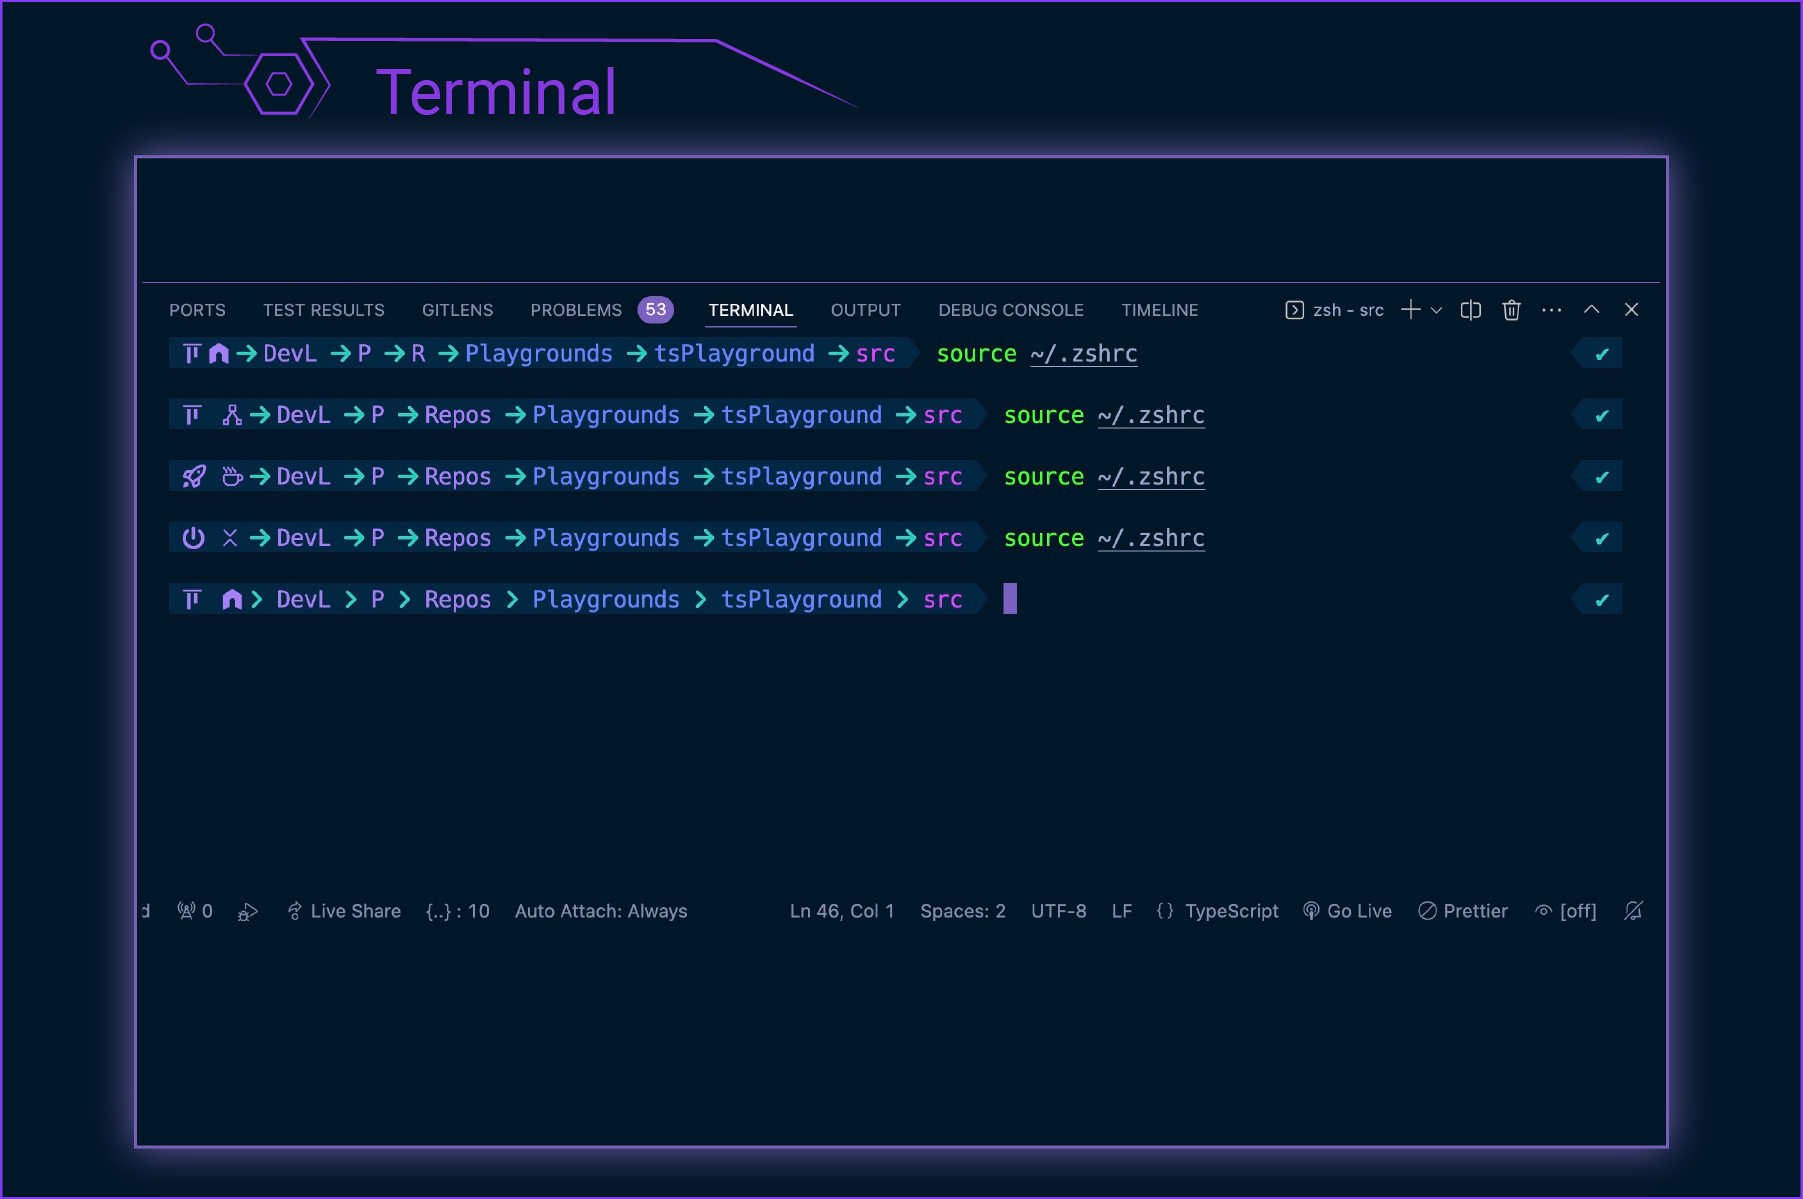 Terminal
PORTS TEST RESULTS GITLENS PROBLEMS 53 TERMINAL OUTPUT DEBUG CONSOLE TIMELINE zsh - src
DevL → P → R → Playgrounds → tsPlayground → src source ~/.zshrc ✔
→ DevL → P → Repos → Playgrounds → tsPlayground → src source ~/.zshrc ✔
→ DevL → P → Repos → Playgrounds → tsPlayground → src source ~/.zshrc ✔
→ DevL → P → Repos → Playgrounds → tsPlayground → src source ~/.zshrc ✔
> DevL > P > Repos > Playgrounds > tsPlayground > src ✔
d 0 Live Share {..} : 10 Auto Attach: Always Ln 46, Col 1 Spaces: 2 UTF-8 LF {} TypeScript Go Live Prettier [off]